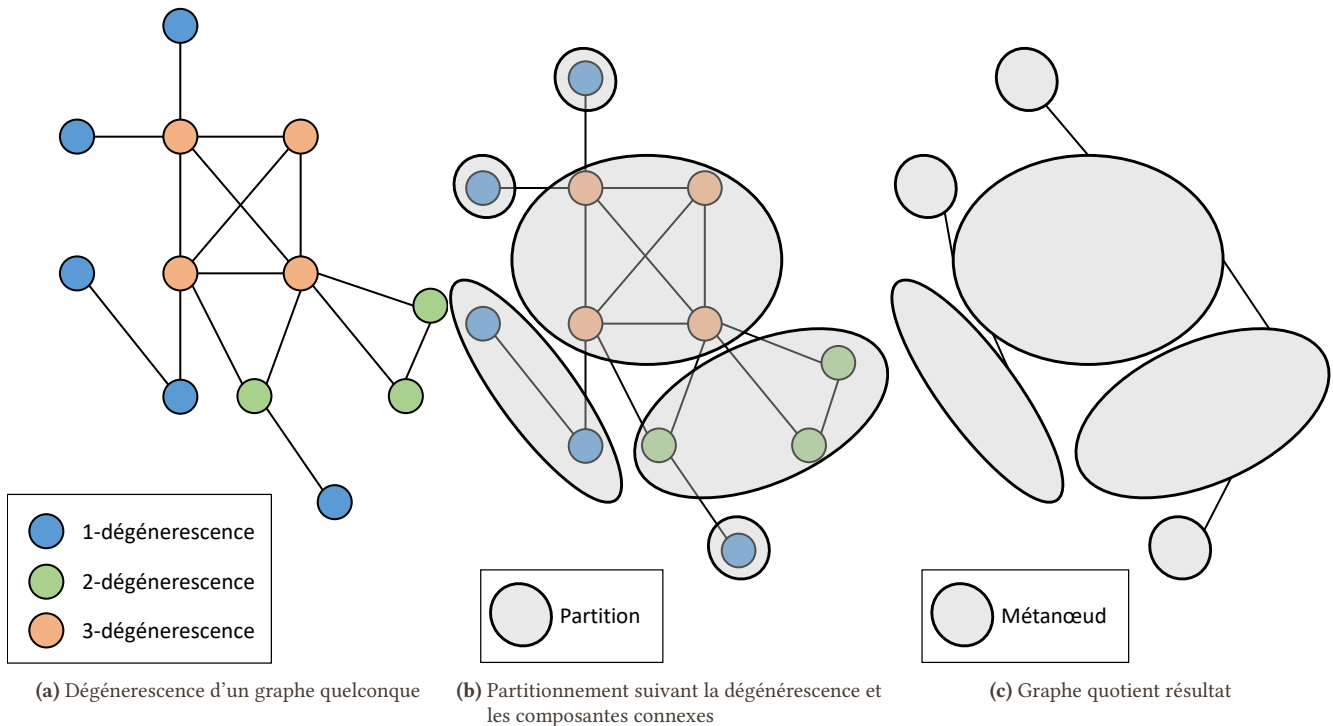 1-dégénerescence
2-dégénerescence
3-dégénerescence
Partition
Métanœud
(a) Dégénerescence d'un graphe quelconque
(b) Partitionnement suivant la dégénérescence et
les composantes connexes
(c) Graphe quotient résultat